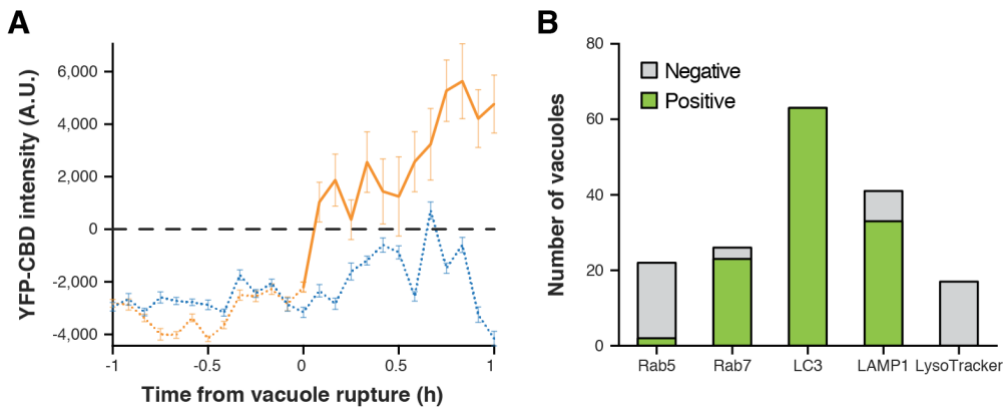 A
YFP-CBD intensity (A.U.)
6,000
4,000
2,000
0
-2,000
-4,000
-1
-0.5
0
0.5
1
Time from vacuole rupture (h)
B
Number of vacuoles
80
60
40
20
0
Negative
Positive
Rab5
Rab7
LC3
LAMP1
LysoTracker